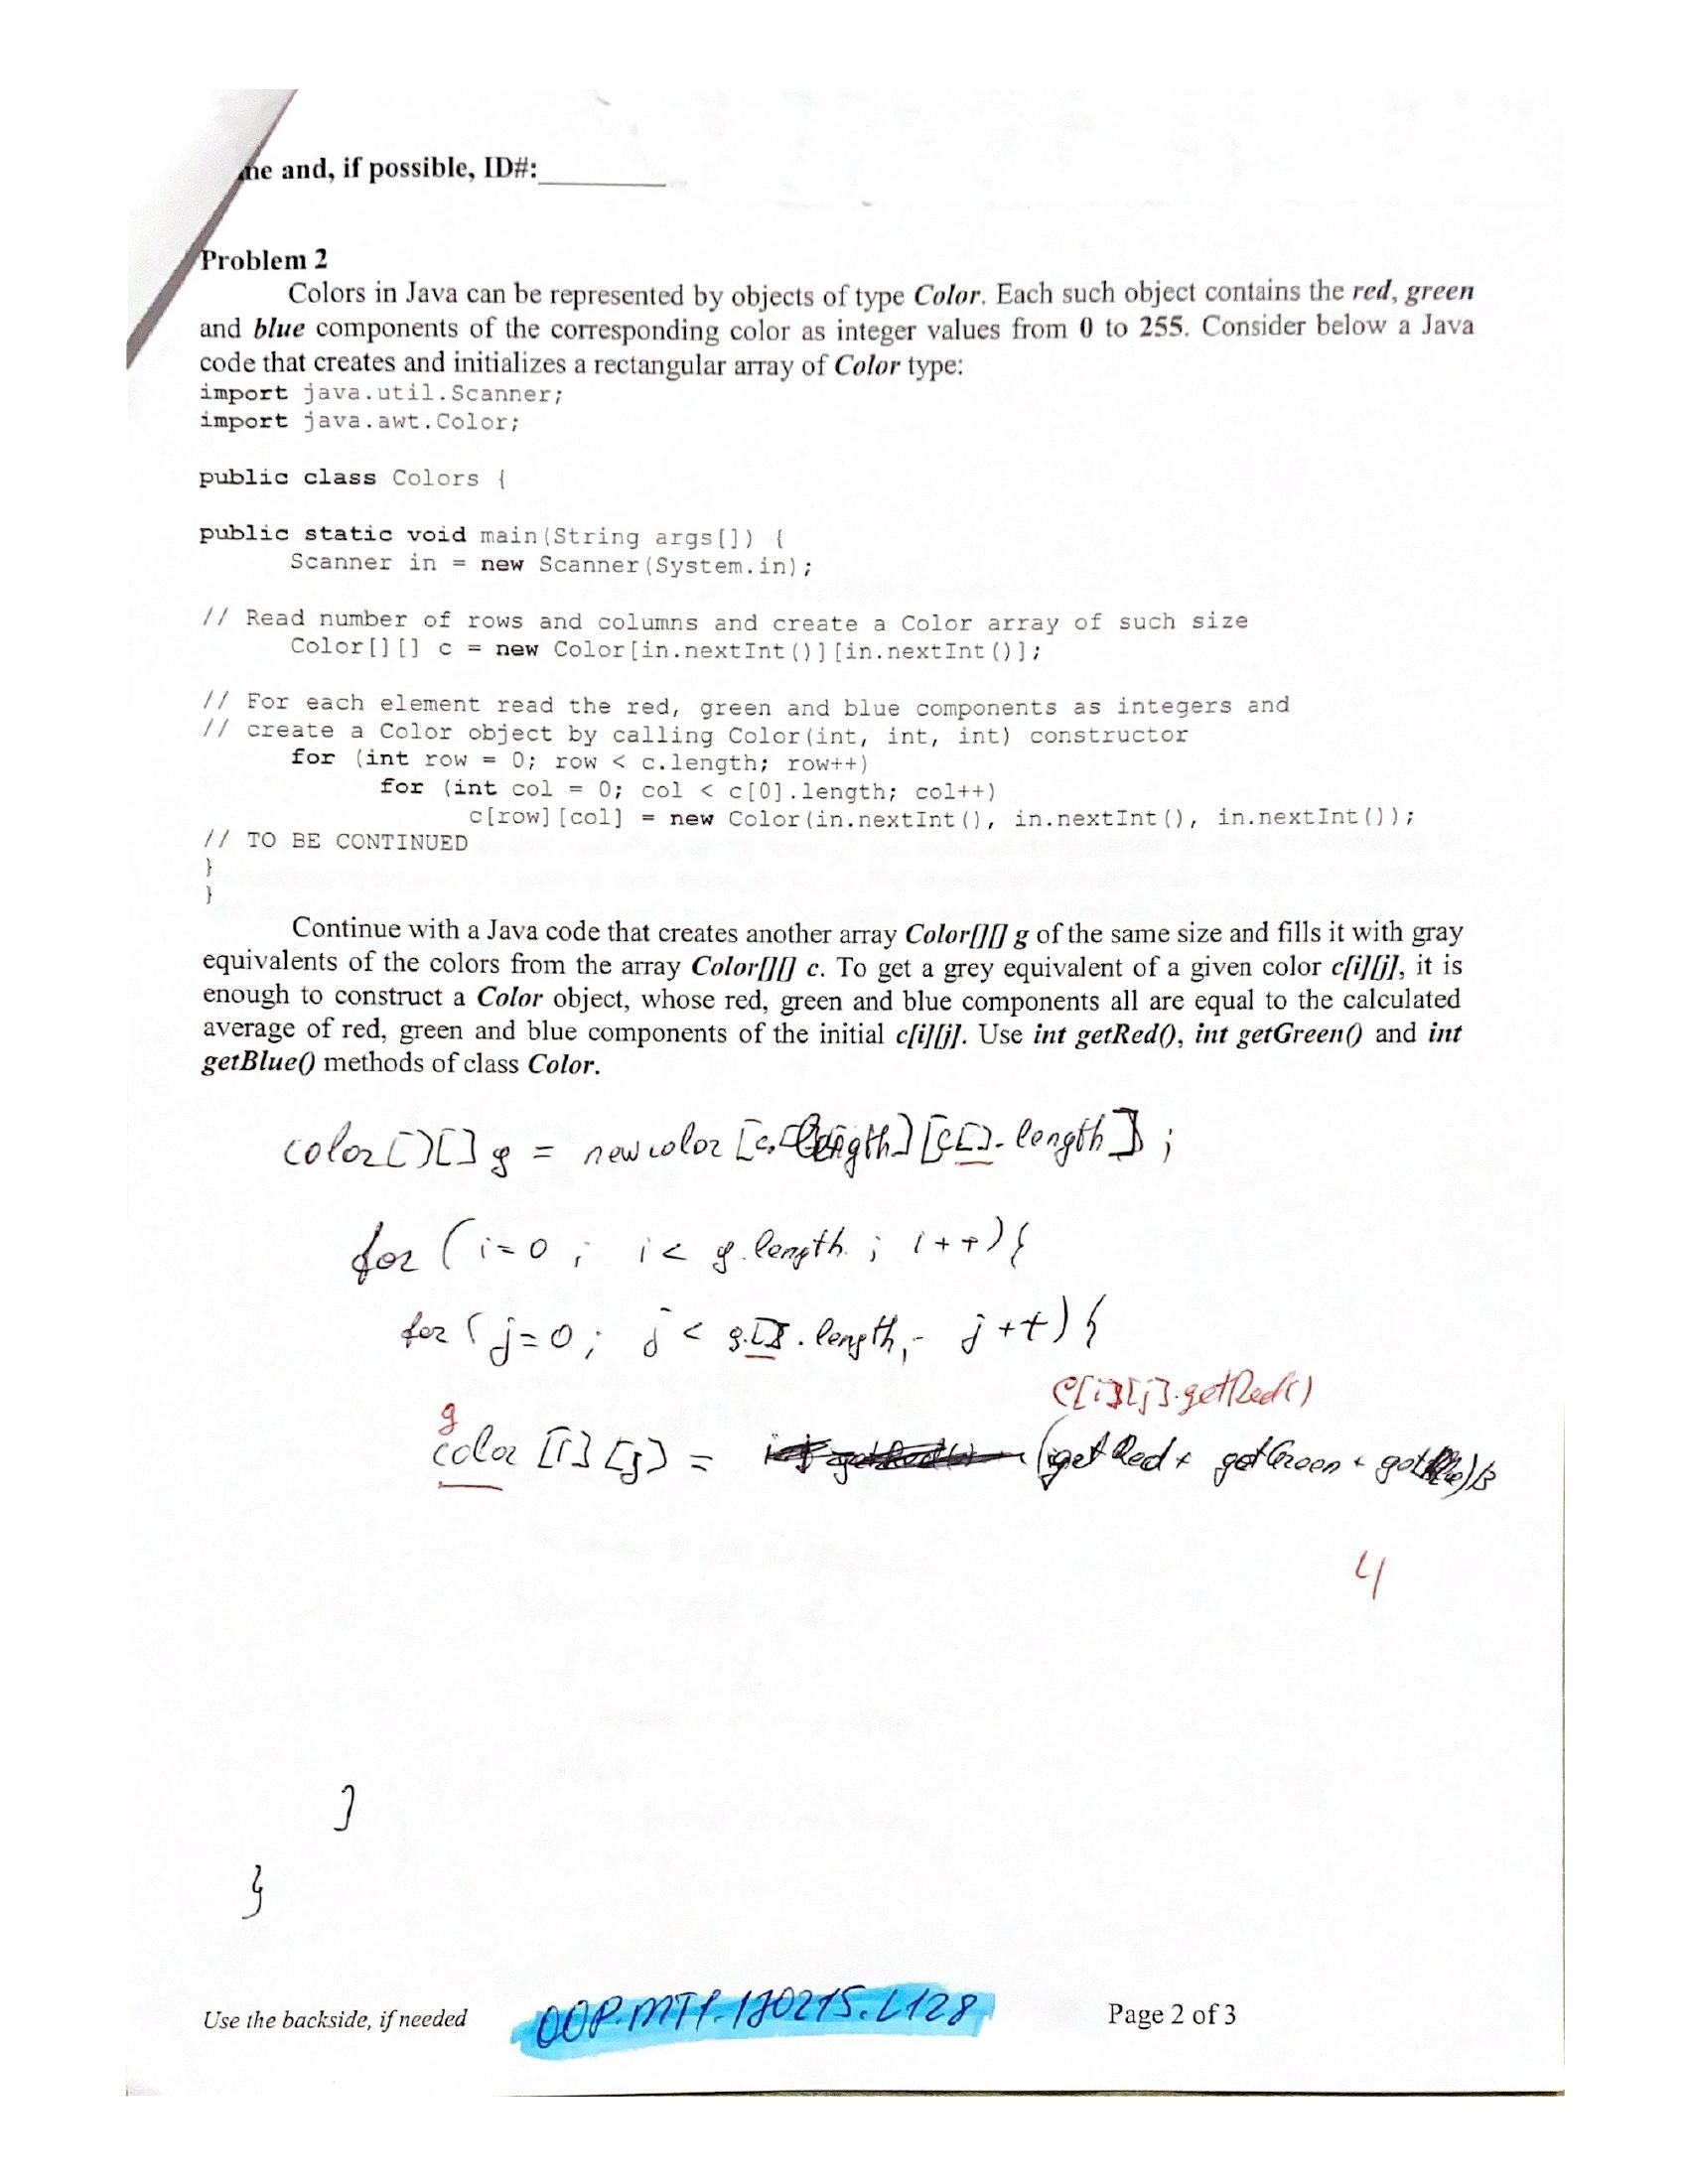 me and, if possible, ID#:
Problem 2
Colors in Java can be represented by objects of type Color. Each such object contains the red, green
and blue components of the corresponding color as integer values from 0 to 255. Consider below a Java
code that creates and initializes a rectangular array of Color type:
import java.util.Scanner;
import java.awt.Color;
public class Colors {
public static void main(String args[]) {
Scanner in = new Scanner(System.in);
// Read number of rows and columns and create a Color array of such size
Color[][] c = new Color[in.nextInt()][in.nextInt()];
// For each element read the red, green and blue components as integers and
// create a Color object by calling Color(int, int, int) constructor
for (int row = 0; row < c.length; row++)
for (int col = 0; col < c[0].length; col++)
c[row][col] = new Color(in.nextInt(), in.nextInt(), in.nextInt());
// TO BE CONTINUED
}
}
Continue with a Java code that creates another array Color[][] g of the same size and fills it with gray
equivalents of the colors from the array Color[][] c. To get a grey equivalent of a given color c[i][j], it is
enough to construct a Color object, whose red, green and blue components all are equal to the calculated
average of red, green and blue components of the initial c[i][j]. Use int getRed(), int getGreen() and int
getBlue() methods of class Color.
color[][] g = new color [c.length][c[].length];
for (i=0; i< g.length; i++){
for (j=0; j < g.[].length; j++){
c[i][j].getRed()
g
color [i][j] = (getRed + getGreen + getBlue)/3
4
}
}
Use the backside, if needed
OOP.MT1.170215.L128
Page 2 of 3